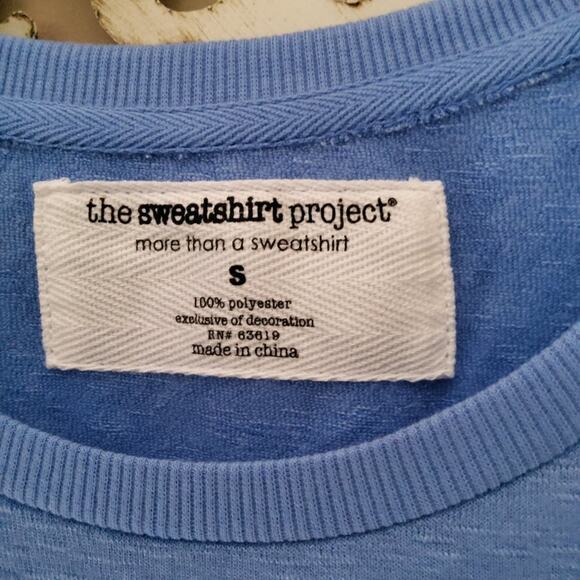 the sweatshirt project®
more than a sweatshirt
S
100% polyester
exclusive of decoration
RN# 63619
made in china